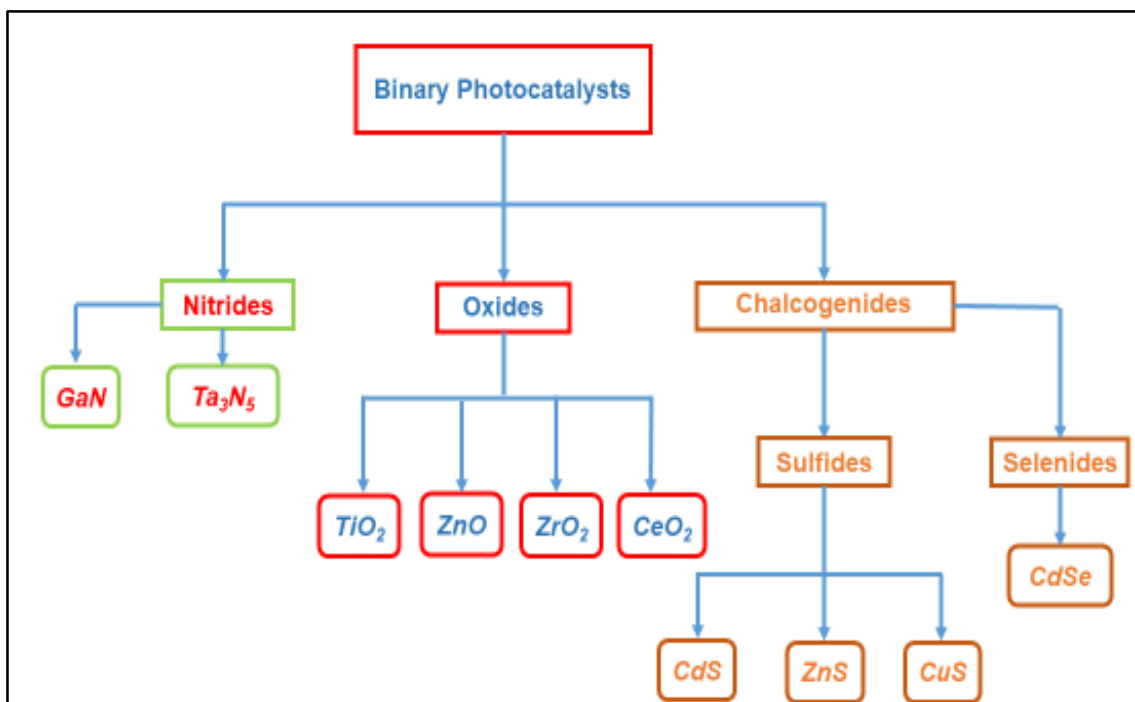 Binary Photocatalysts
Nitrides
Oxides
Chalcogenides
GaN
Ta₃N₅
Sulfides
Selenides
TiO₂
ZnO
ZrO₂
CeO₂
CdSe
CdS
ZnS
CuS